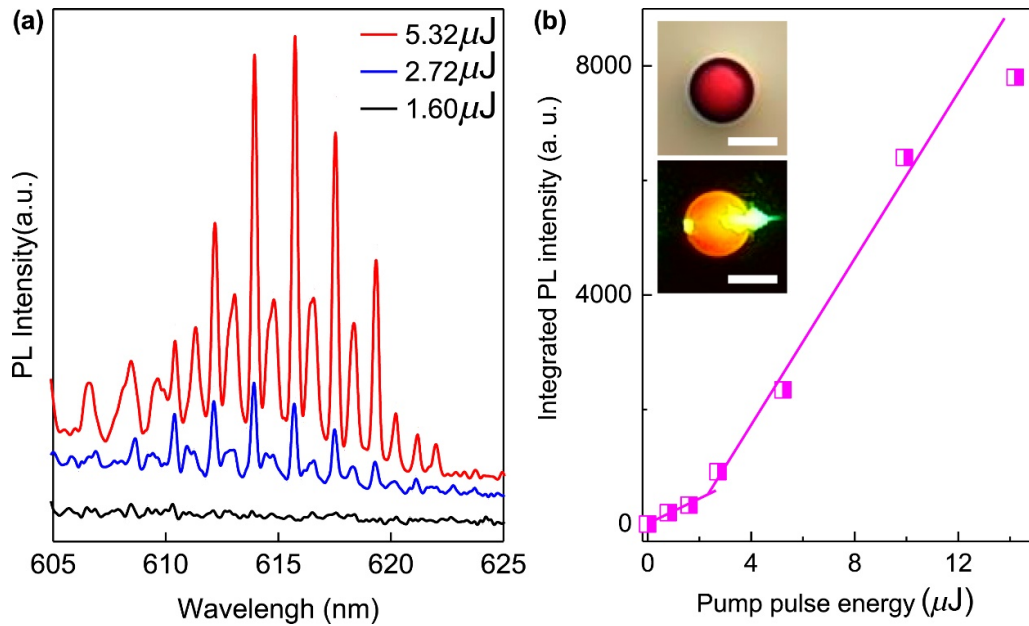 (a)
5.32μJ
2.72μJ
1.60μJ
PL Intensity(a.u.)
605 610 615 620 625
Wavelengh (nm)
(b)
8000
4000
0
Integrated PL intensity (a. u.)
0 4 8 12
Pump pulse energy (μJ)